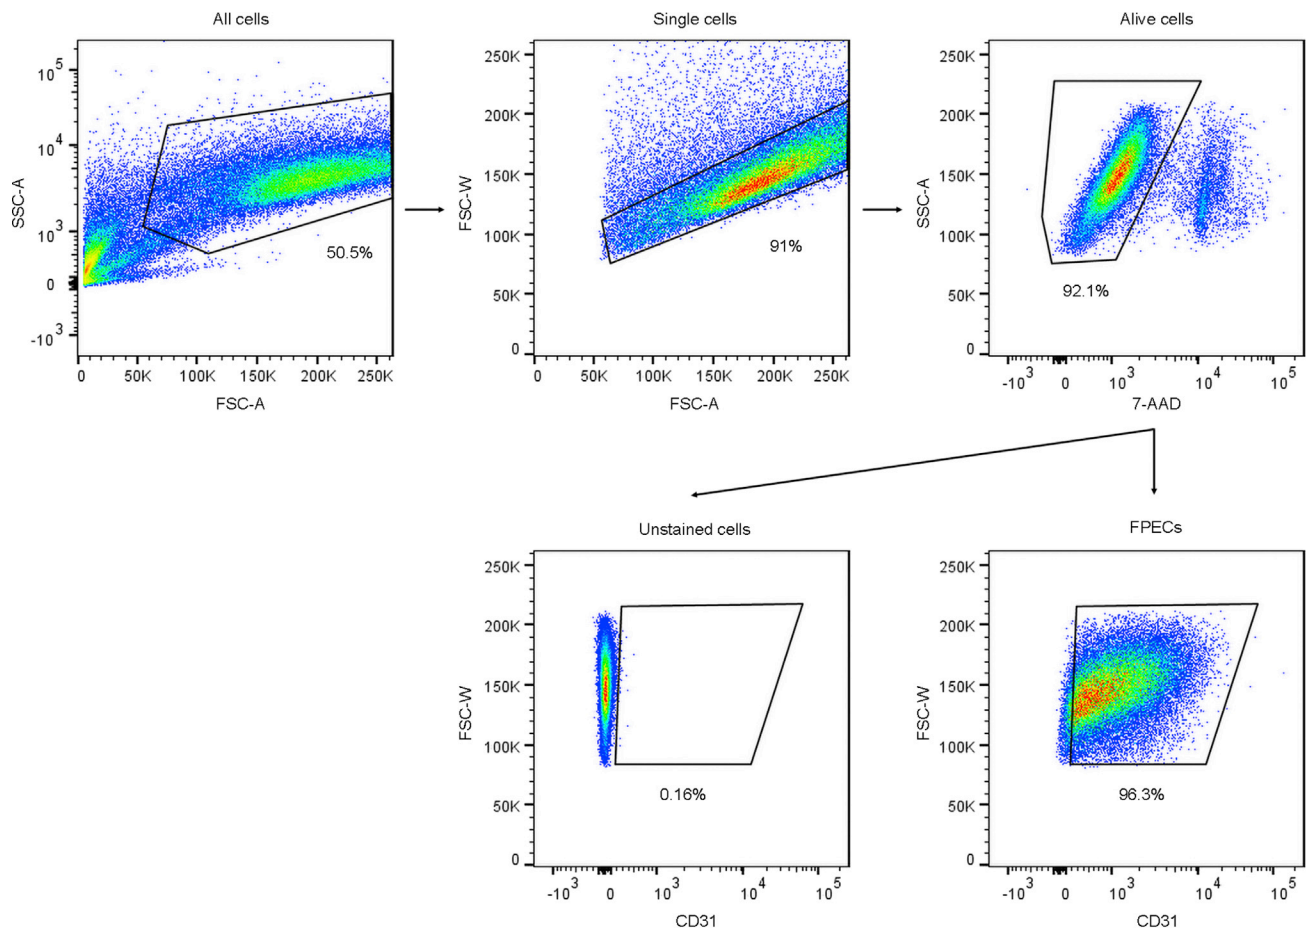 All cells
Single cells
Alive cells
10^5
10^4
10^3
0
-10^3
SSC-A
50.5%
0 50K 100K 150K 200K 250K
FSC-A
250K
200K
150K
100K
50K
0
FSC-W
91%
0 50K 100K 150K 200K 250K
FSC-A
250K
200K
150K
100K
50K
0
SSC-A
92.1%
-10^3 0 10^3 10^4 10^5
7-AAD
Unstained cells
FPECs
250K
200K
150K
100K
50K
0
FSC-W
0.16%
-10^3 0 10^3 10^4 10^5
CD31
250K
200K
150K
100K
50K
0
FSC-W
96.3%
-10^3 0 10^3 10^4 10^5
CD31